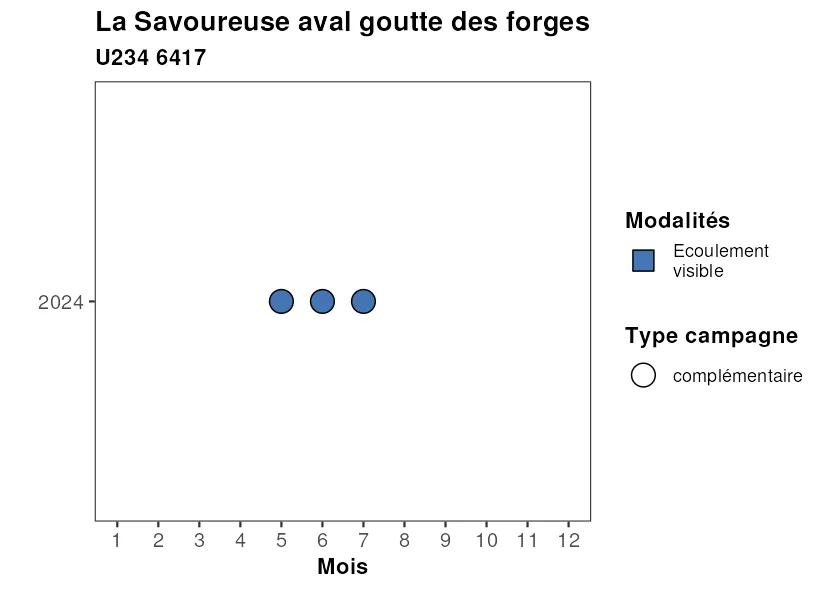 La Savoureuse aval goutte des forges
U234 6417
2024
1 2 3 4 5 6 7 8 9 10 11 12
Mois
Modalités
Ecoulement
visible
Type campagne
complémentaire